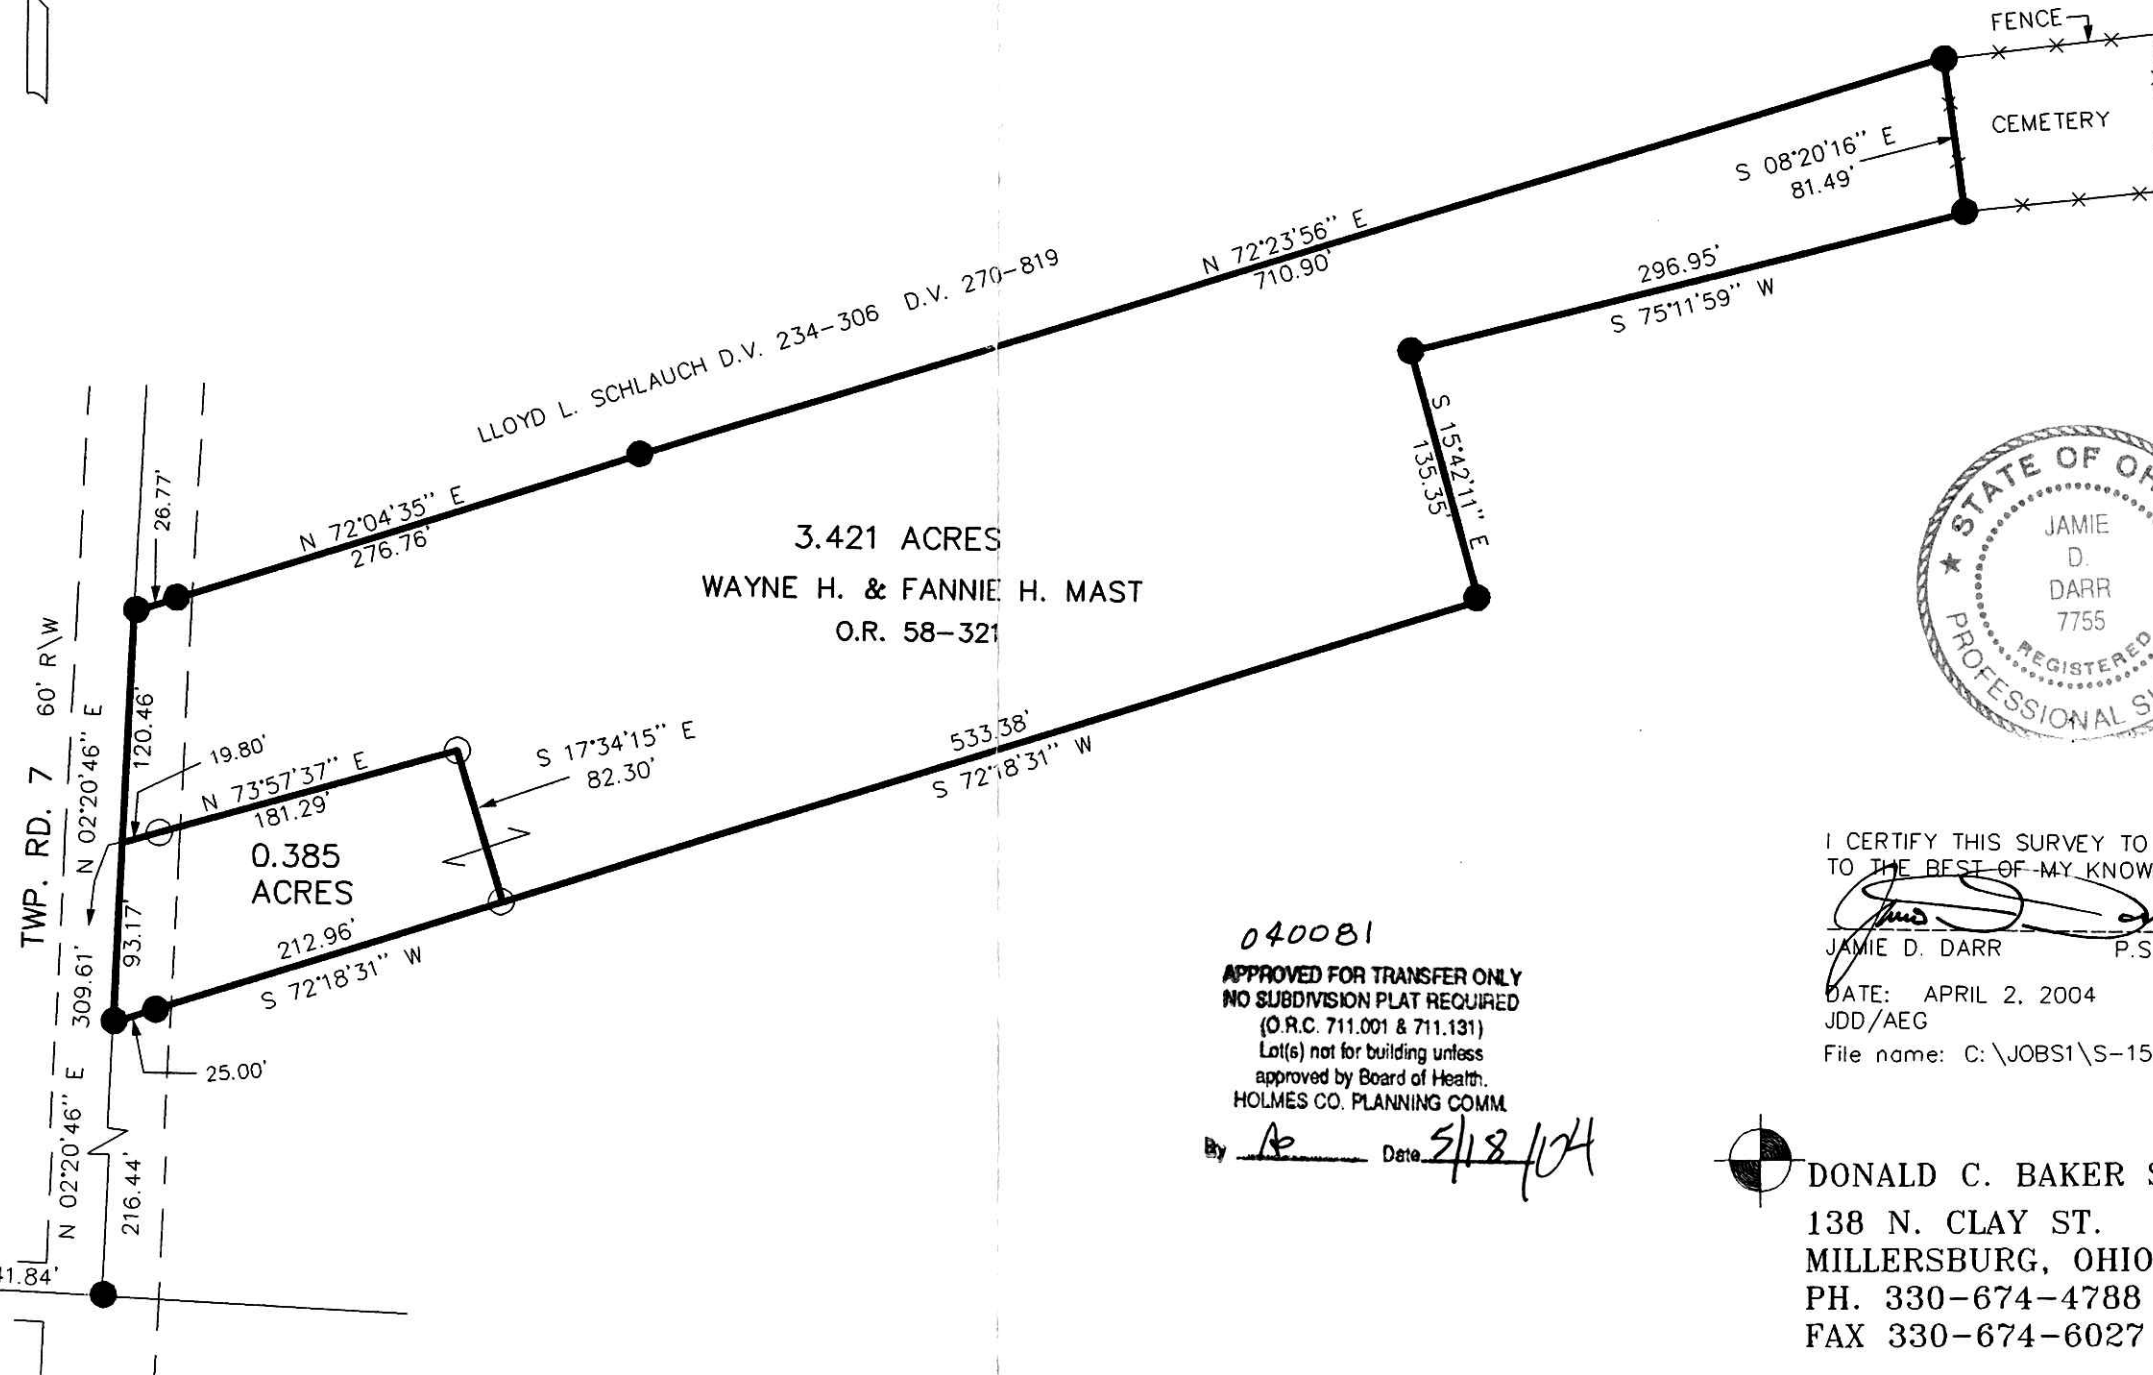 FENCE
CEMETERY
S 08°20'16" E
81.49'
N 72°23'56" E
710.90'
296.95'
S 75°11'59" W
LLOYD L. SCHLAUCH D.V. 234-306 D.V. 270-819
S 15°42'11" E
135.35'
26.77'
N 72°04'35" E
276.76'
3.421 ACRES
WAYNE H. & FANNIE H. MAST
O.R. 58-321
STATE OF OH
JAMIE
D.
DARR
7755
REGISTERED
PROFESSIONAL S
TWP. RD. 7 60' R\W
N 02°20'46" E
120.46'
19.80'
N 73°57'37" E
181.29'
S 17°34'15" E
82.30'
533.38'
S 72°18'31" W
0.385
ACRES
93.17'
309.61'
212.96'
S 72°18'31" W
25.00'
N 02°20'46" E
216.44'
41.84'
040081
APPROVED FOR TRANSFER ONLY
NO SUBDIVISION PLAT REQUIRED
(O.R.C. 711.001 & 711.131)
Lot(s) not for building unless
approved by Board of Health.
HOLMES CO. PLANNING COMM.
By Date 5/18/04
I CERTIFY THIS SURVEY TO
TO THE BEST OF MY KNOW
JAMIE D. DARR P.S
DATE: APRIL 2, 2004
JDD/AEG
File name: C:\JOBS1\S-15
DONALD C. BAKER S
138 N. CLAY ST.
MILLERSBURG, OHIO
PH. 330-674-4788
FAX 330-674-6027